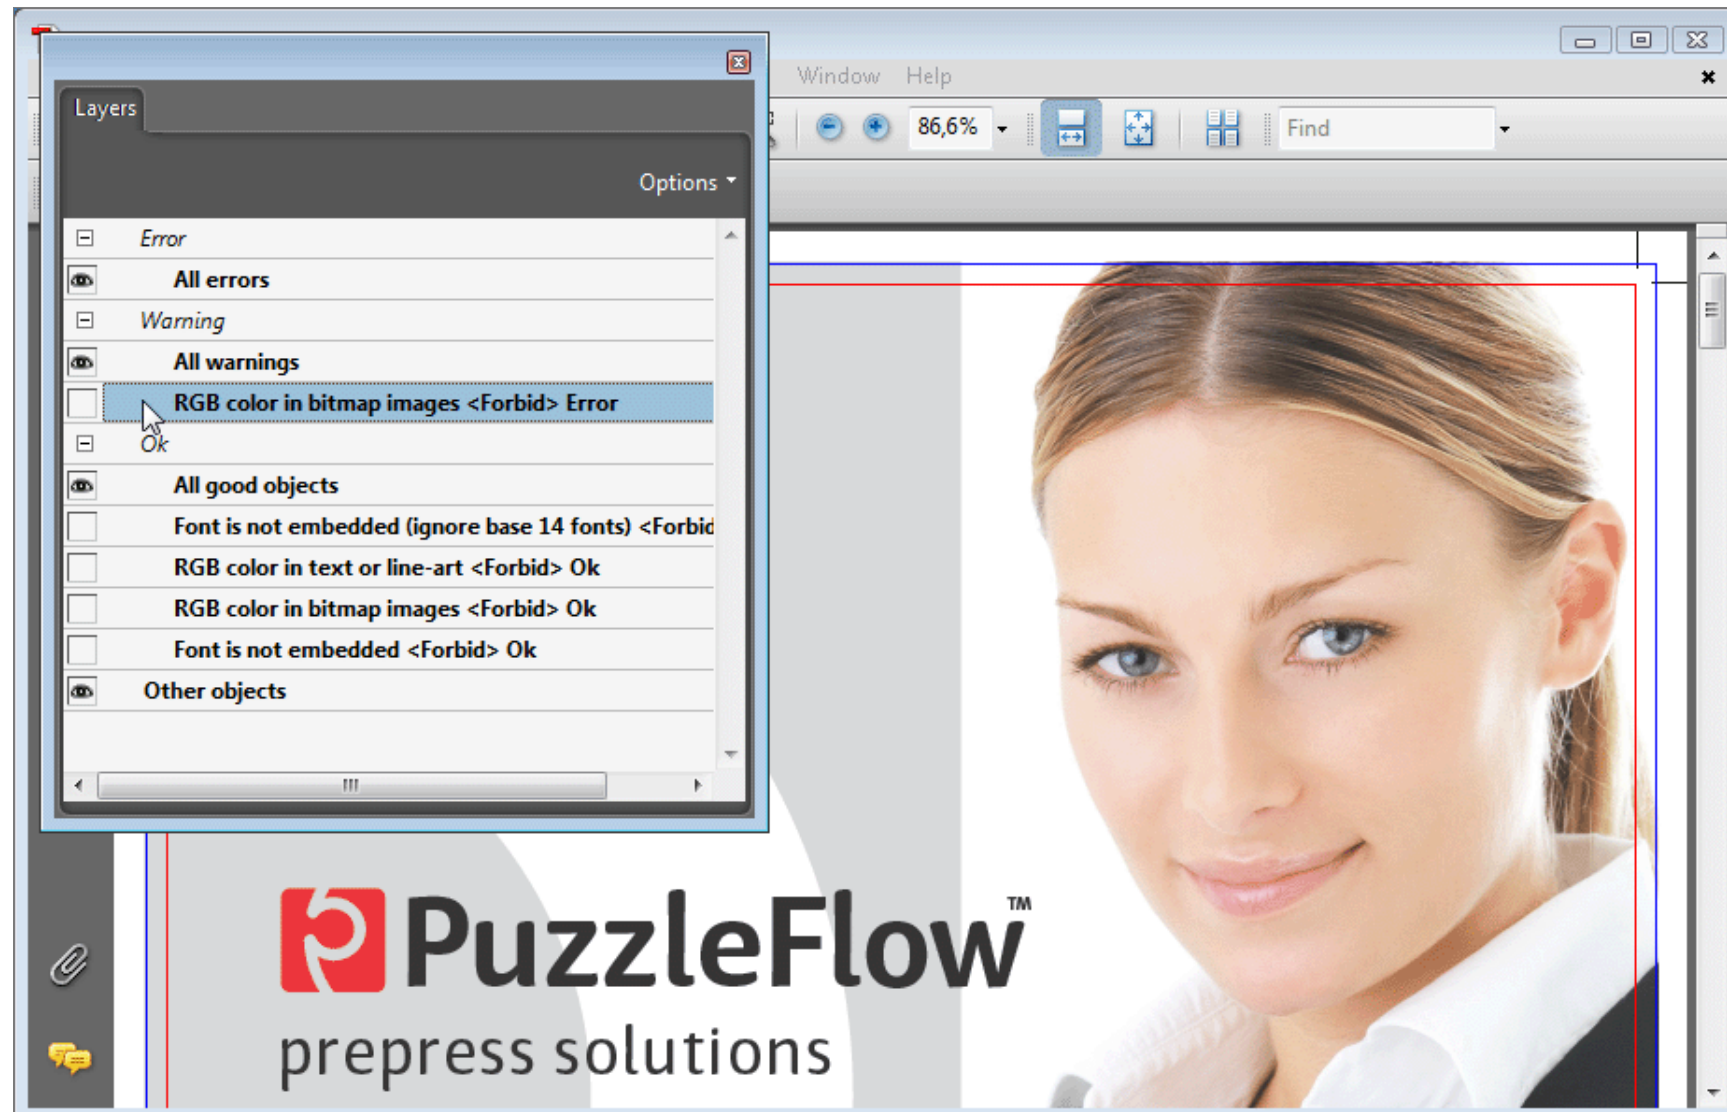 Window Help
Layers
86,6%
Find
Options
Error
All errors
Warning
All warnings
RGB color in bitmap images <Forbid> Error
Ok
All good objects
Font is not embedded (ignore base 14 fonts) <Forbid
RGB color in text or line-art <Forbid> Ok
RGB color in bitmap images <Forbid> Ok
Font is not embedded <Forbid> Ok
Other objects
PuzzleFlow™
prepress solutions